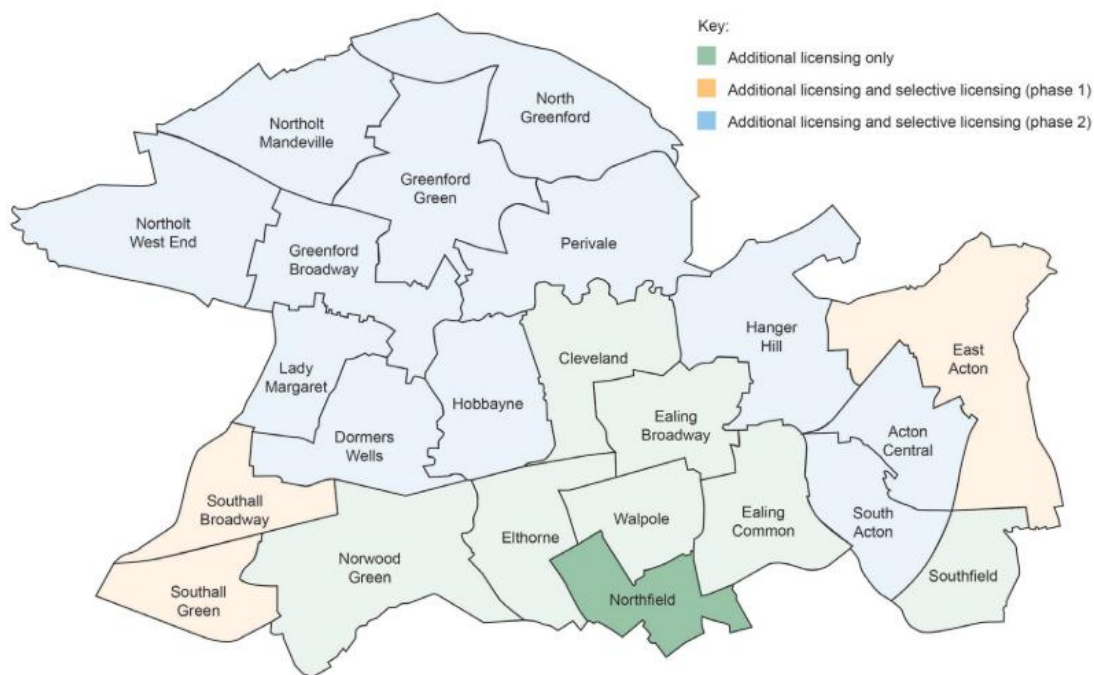 Key:
Additional licensing only
Additional licensing and selective licensing (phase 1)
Additional licensing and selective licensing (phase 2)
North
Greenford
Northolt
Mandeville
Greenford
Green
Northolt
West End
Greenford
Broadway
Perivale
Hanger
Hill
East
Acton
Cleveland
Lady
Margaret
Hobbayne
Ealing
Broadway
Dormers
Wells
Acton
Central
Southall
Broadway
Walpole
Ealing
Common
South
Acton
Elthorne
Norwood
Green
Southfield
Southall
Green
Northfield